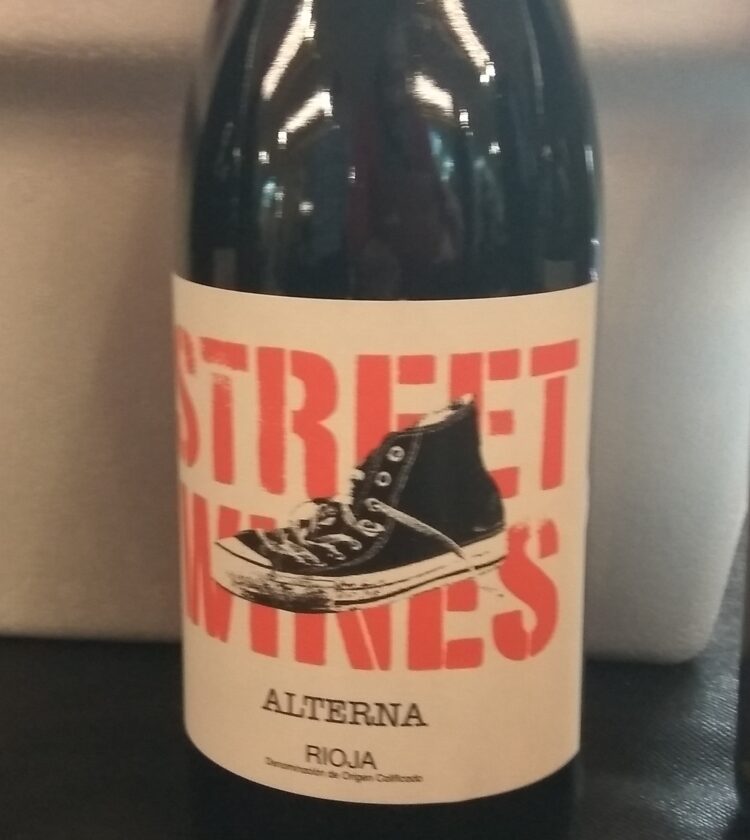 STREET
WINES
ALTERNA
RIOJA
Denominación de Origen Calificada